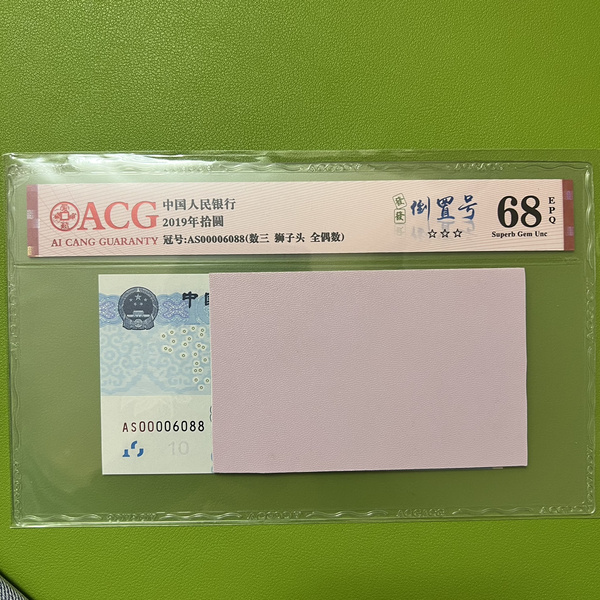 ACG
AI CANG GUARANTY
中国人民银行
2019年拾圆
冠号:AS00006088(数三 狮子头 全偶数)
倒置号
☆☆☆
68
EPQ
Superb Gem Unc
中国
AS00006088
10